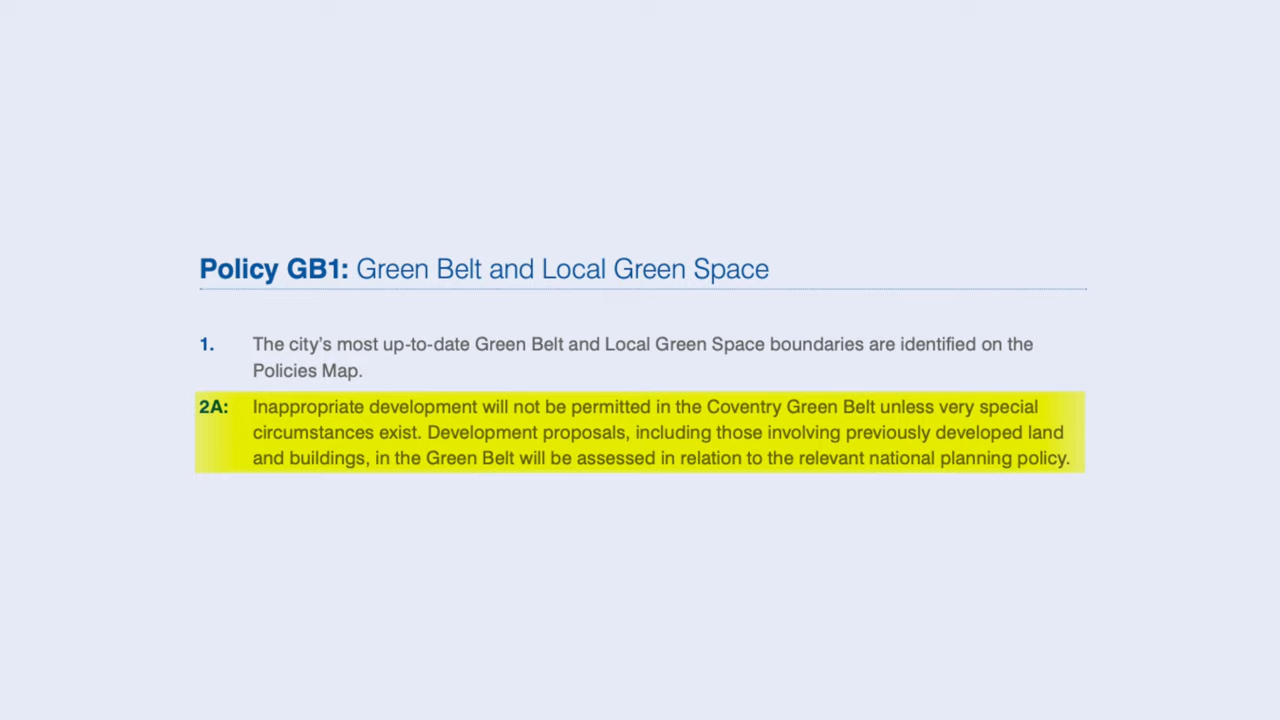 Policy GB1: Green Belt and Local Green Space
1. The city's most up-to-date Green Belt and Local Green Space boundaries are identified on the
Policies Map.
2A: Inappropriate development will not be permitted in the Coventry Green Belt unless very special
circumstances exist. Development proposals, including those involving previously developed land
and buildings, in the Green Belt will be assessed in relation to the relevant national planning policy.